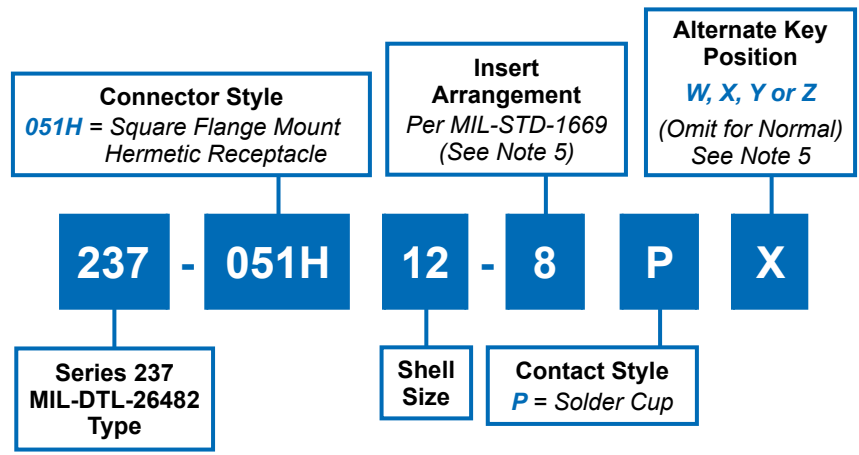 Connector Style
051H = Square Flange Mount
Hermetic Receptacle
Insert
Arrangement
Per MIL-STD-1669
(See Note 5)
Alternate Key
Position
W, X, Y or Z
(Omit for Normal)
See Note 5
237 - 051H 12 - 8 P X
Series 237
MIL-DTL-26482
Type
Shell
Size
Contact Style
P = Solder Cup